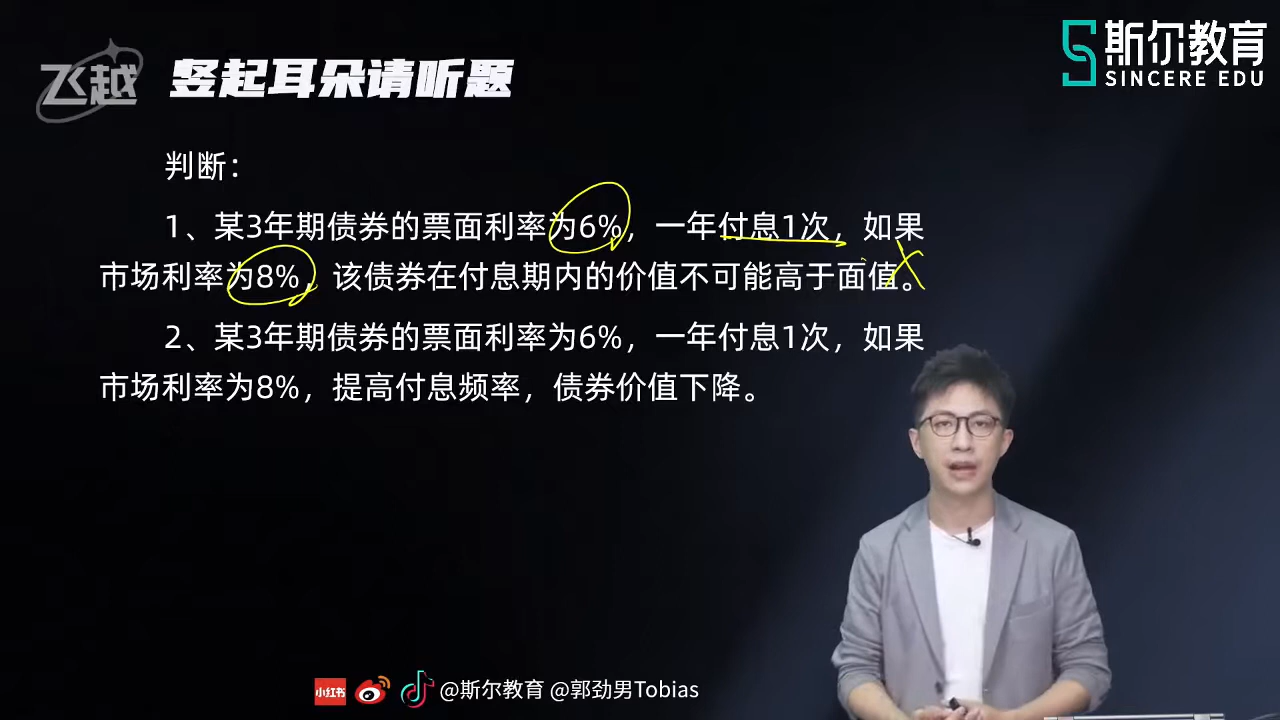 飞越
竖起耳朵请听题
斯尔教育
SINCERE EDU
判断：
1、某3年期债券的票面利率为6%，一年付息1次，如果
市场利率为8%，该债券在付息期内的价值不可能高于面值。
2、某3年期债券的票面利率为6%，一年付息1次，如果
市场利率为8%，提高付息频率，债券价值下降。
小红书
@斯尔教育 @郭劲男Tobias